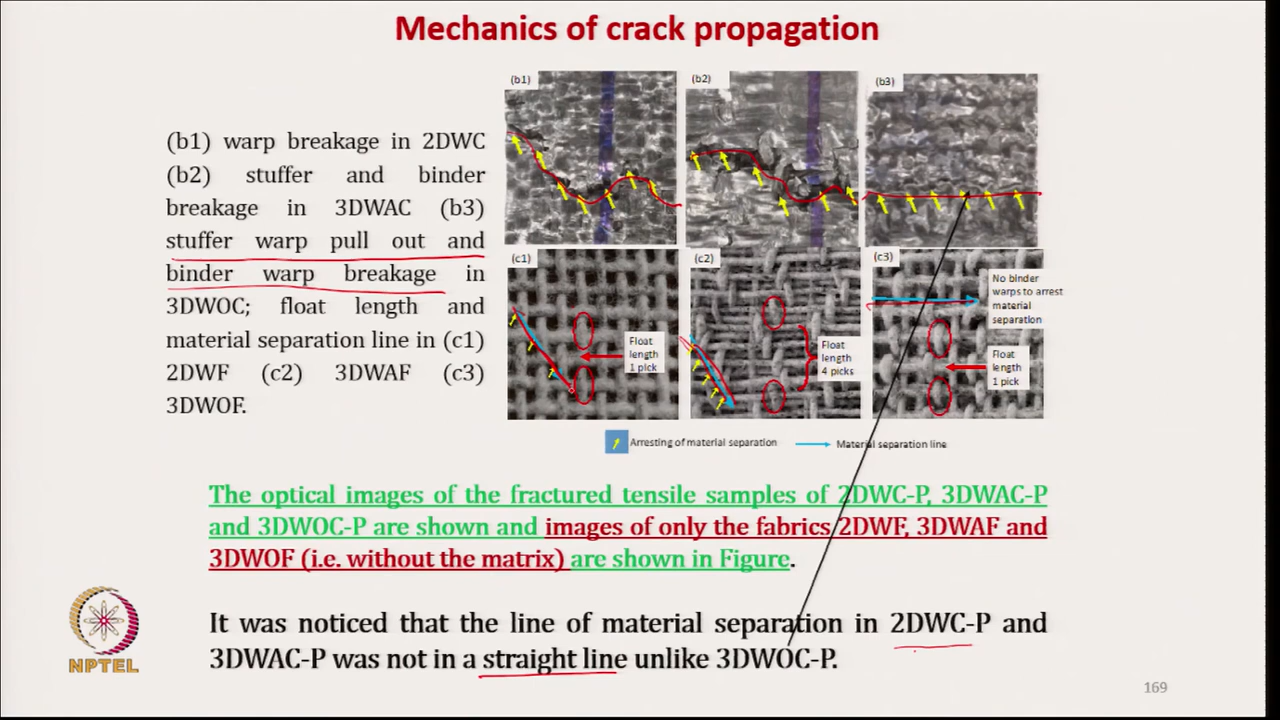 Mechanics of crack propagation
(b1) warp breakage in 2DWC
(b2) stuffer and binder
breakage in 3DWAC (b3)
stuffer warp pull out and
binder warp breakage in
3DWOC; float length and
material separation line in (c1)
2DWF (c2) 3DWAF (c3)
3DWOF.
(b1)
(b2)
(b3)
(c1)
Float
length
1 pick
(c2)
Float
length
4 picks
(c3)
No binder
warps to arrest
material
separation
Float
length
1 pick
Arresting of material separation
Material separation line
The optical images of the fractured tensile samples of 2DWC-P, 3DWAC-P
and 3DWOC-P are shown and images of only the fabrics 2DWF, 3DWAF and
3DWOF (i.e. without the matrix) are shown in Figure.
It was noticed that the line of material separation in 2DWC-P and
3DWAC-P was not in a straight line unlike 3DWOC-P.
NPTEL
169